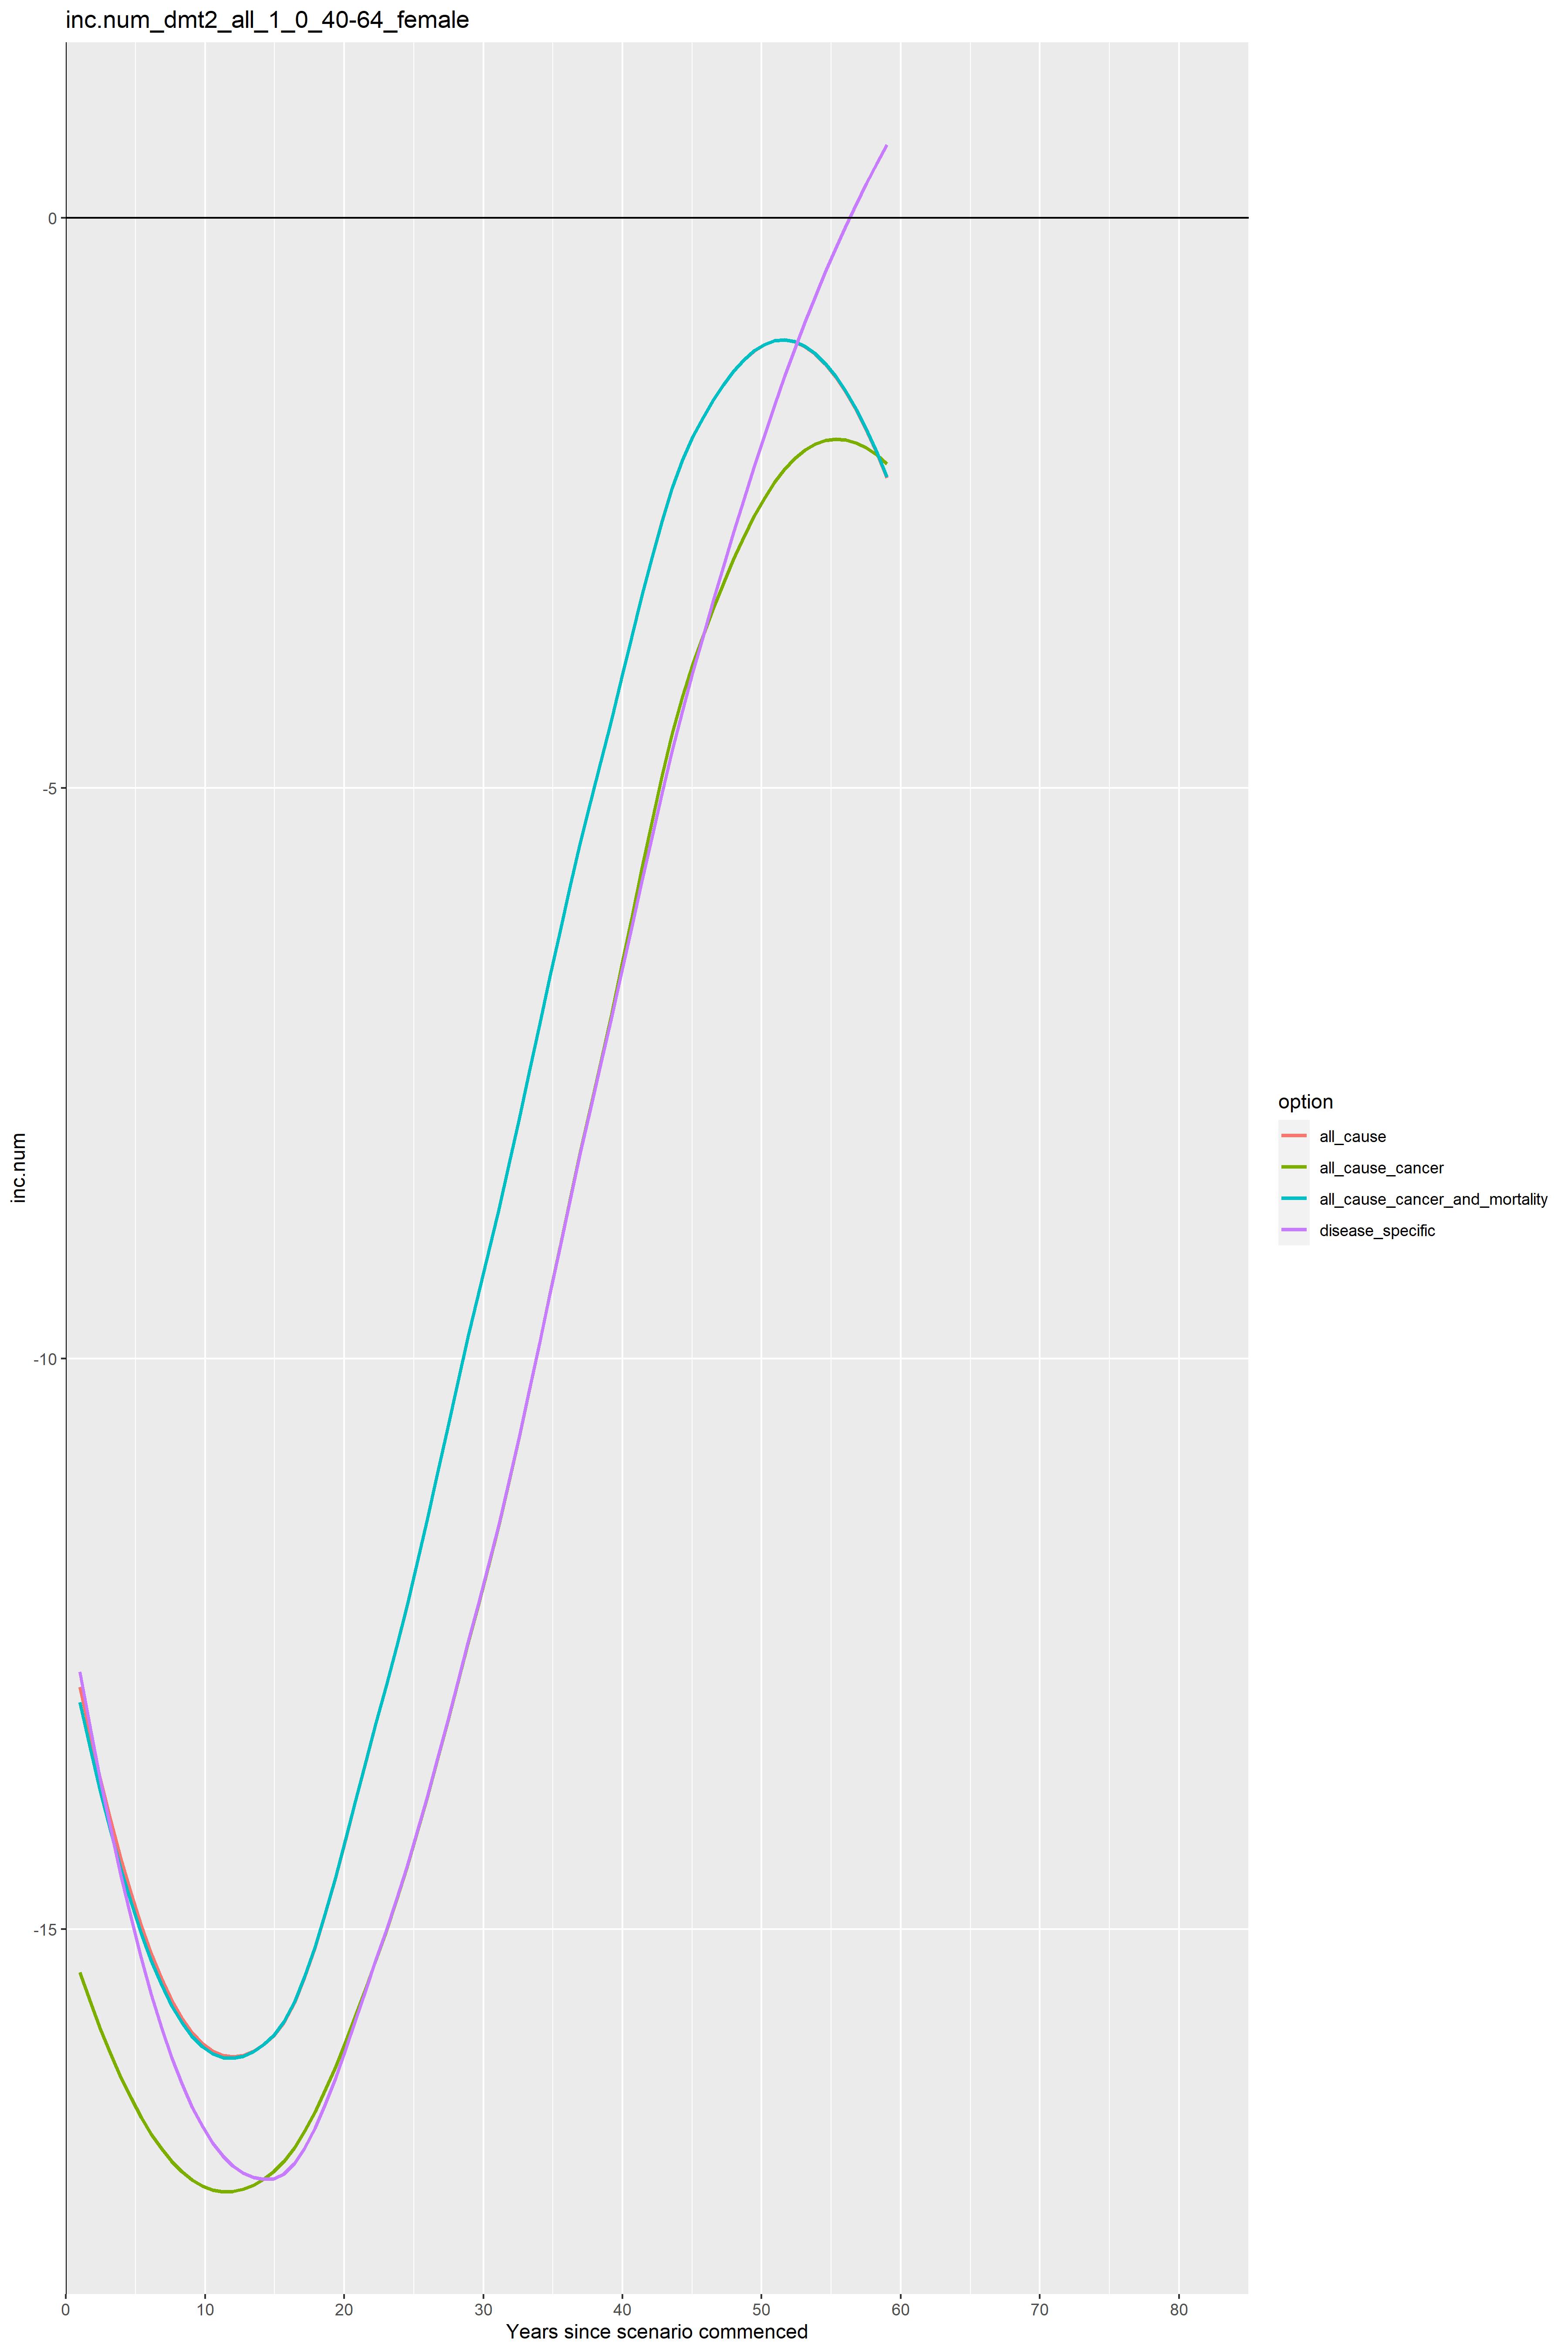 inc.num_dmt2_all_1_0_40-64_female
0
-5
-10
-15
inc.num
0 10 20 30 40 50 60 70 80
Years since scenario commenced
option
all_cause
all_cause_cancer
all_cause_cancer_and_mortality
disease_specific